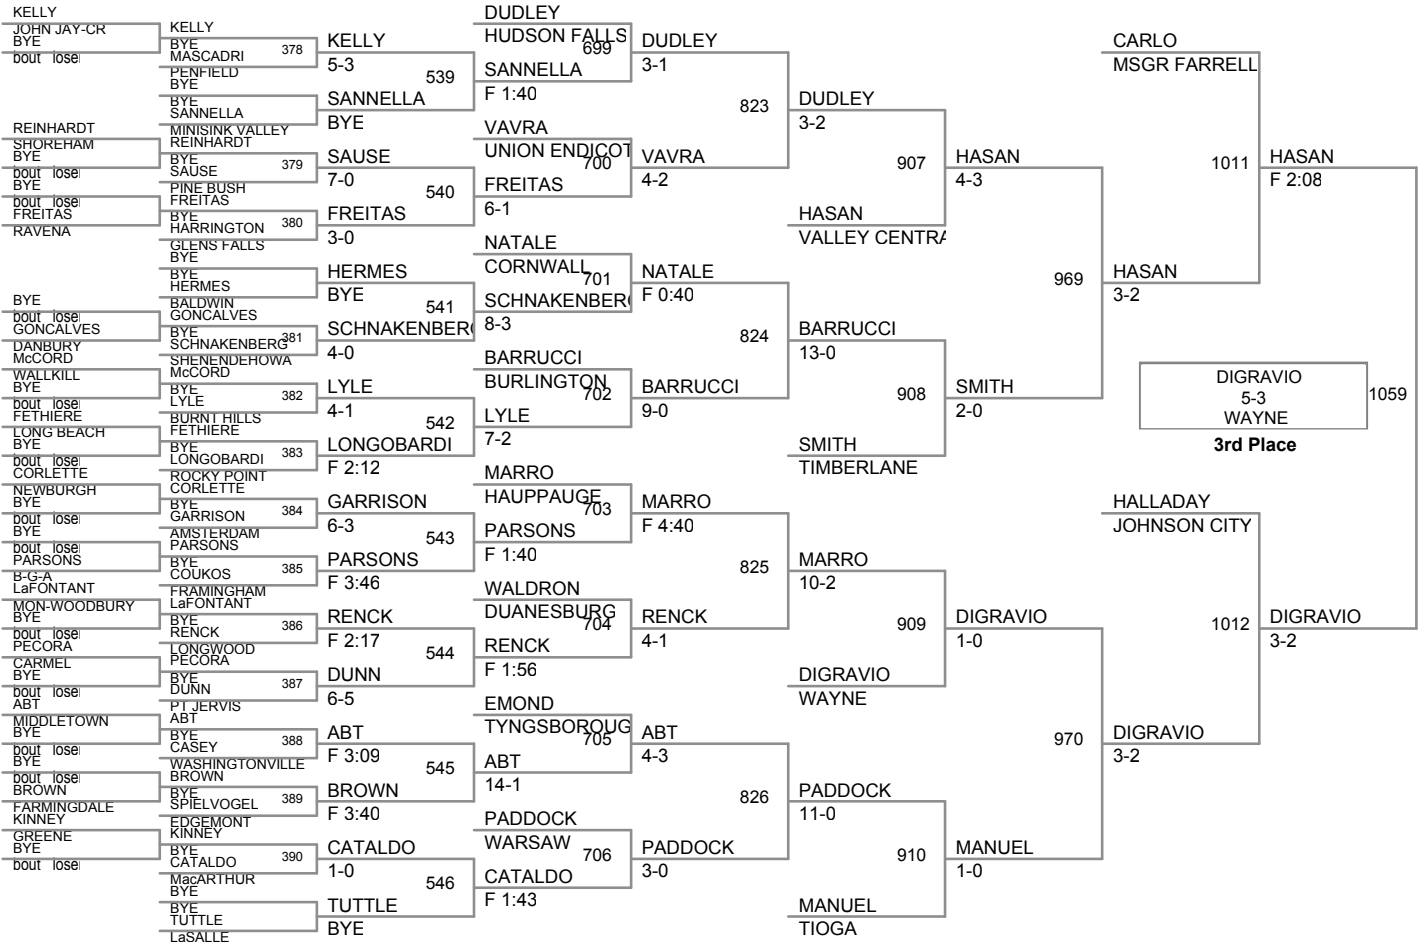 KELLY
JOHN JAY-CR
BYE
bout loser
REINHARDT
SHOREHAM
BYE
bout loser
BYE
bout loser
FREITAS
RAVENA
BYE
bout loser
GONCALVES
DANBURY
McCORD
WALLKILL
BYE
bout loser
FETHIERE
LONG BEACH
BYE
bout loser
CORLETTE
NEWBURGH
BYE
bout loser
BYE
bout loser
PARSONS
B-G-A
LaFONTANT
MON-WOODBURY
BYE
bout loser
PECORA
CARMEL
BYE
bout loser
ABT
MIDDLETOWN
BYE
bout loser
BYE
bout loser
BROWN
FARMINGDALE
KINNEY
GREENE
BYE
bout loser
KELLY
BYE
378
MASCADRI
PENFIELD
BYE
BYE
SANNELLA
MINISINK VALLEY
REINHARDT
BYE
379
SAUSE
PINE BUSH
FREITAS
BYE
380
HARRINGTON
GLENS FALLS
BYE
BYE
HERMES
BALDWIN
GONCALVES
BYE
381
SCHNAKENBERG
SHENENDEHOWA
McCORD
BYE
382
LYLE
BURNT HILLS
FETHIERE
BYE
383
LONGOBARDI
ROCKY POINT
CORLETTE
BYE
384
GARRISON
AMSTERDAM
PARSONS
BYE
385
COUKOS
FRAMINGHAM
LaFONTANT
BYE
386
RENCK
LONGWOOD
PECORA
BYE
387
DUNN
PT JERVIS
ABT
BYE
388
CASEY
WASHINGTONVILLE
BROWN
BYE
389
SPIELVOGEL
EDGEMONT
KINNEY
BYE
390
CATALDO
MacARTHUR
BYE
BYE
TUTTLE
LaSALLE
KELLY
5-3
539
SANNELLA
BYE
SAUSE
7-0
540
FREITAS
3-0
HERMES
BYE
541
SCHNAKENBERG
4-0
LYLE
4-1
542
LONGOBARDI
F 2:12
GARRISON
6-3
543
PARSONS
F 3:46
RENCK
F 2:17
544
DUNN
6-5
ABT
F 3:09
545
BROWN
F 3:40
CATALDO
1-0
546
TUTTLE
BYE
DUDLEY
HUDSON FALLS
699
SANNELLA
F 1:40
VAVRA
UNION ENDICOT
700
FREITAS
6-1
NATALE
CORNWALL
701
SCHNAKENBER
8-3
BARRUCCI
BURLINGTON
702
LYLE
7-2
MARRO
HAUPPAUGE
703
PARSONS
F 1:40
WALDRON
DUANESBURG
704
RENCK
F 1:56
EMOND
TYNGSBOROUG
705
ABT
14-1
PADDOCK
WARSAW
706
CATALDO
F 1:43
DUDLEY
3-1
823
VAVRA
4-2
NATALE
F 0:40
824
BARRUCCI
9-0
MARRO
F 4:40
825
RENCK
4-1
ABT
4-3
826
PADDOCK
3-0
DUDLEY
3-2
907
HASAN
VALLEY CENTRA
BARRUCCI
13-0
908
SMITH
TIMBERLANE
MARRO
10-2
909
DIGRAVIO
WAYNE
PADDOCK
11-0
910
MANUEL
TIOGA
HASAN
4-3
969
SMITH
2-0
DIGRAVIO
1-0
970
MANUEL
1-0
CARLO
MSGR FARRELL
1011
HASAN
3-2
HALLADAY
JOHNSON CITY
1012
DIGRAVIO
3-2
HASAN
F 2:08
1059
DIGRAVIO
3-2
DIGRAVIO
5-3
WAYNE
3rd Place